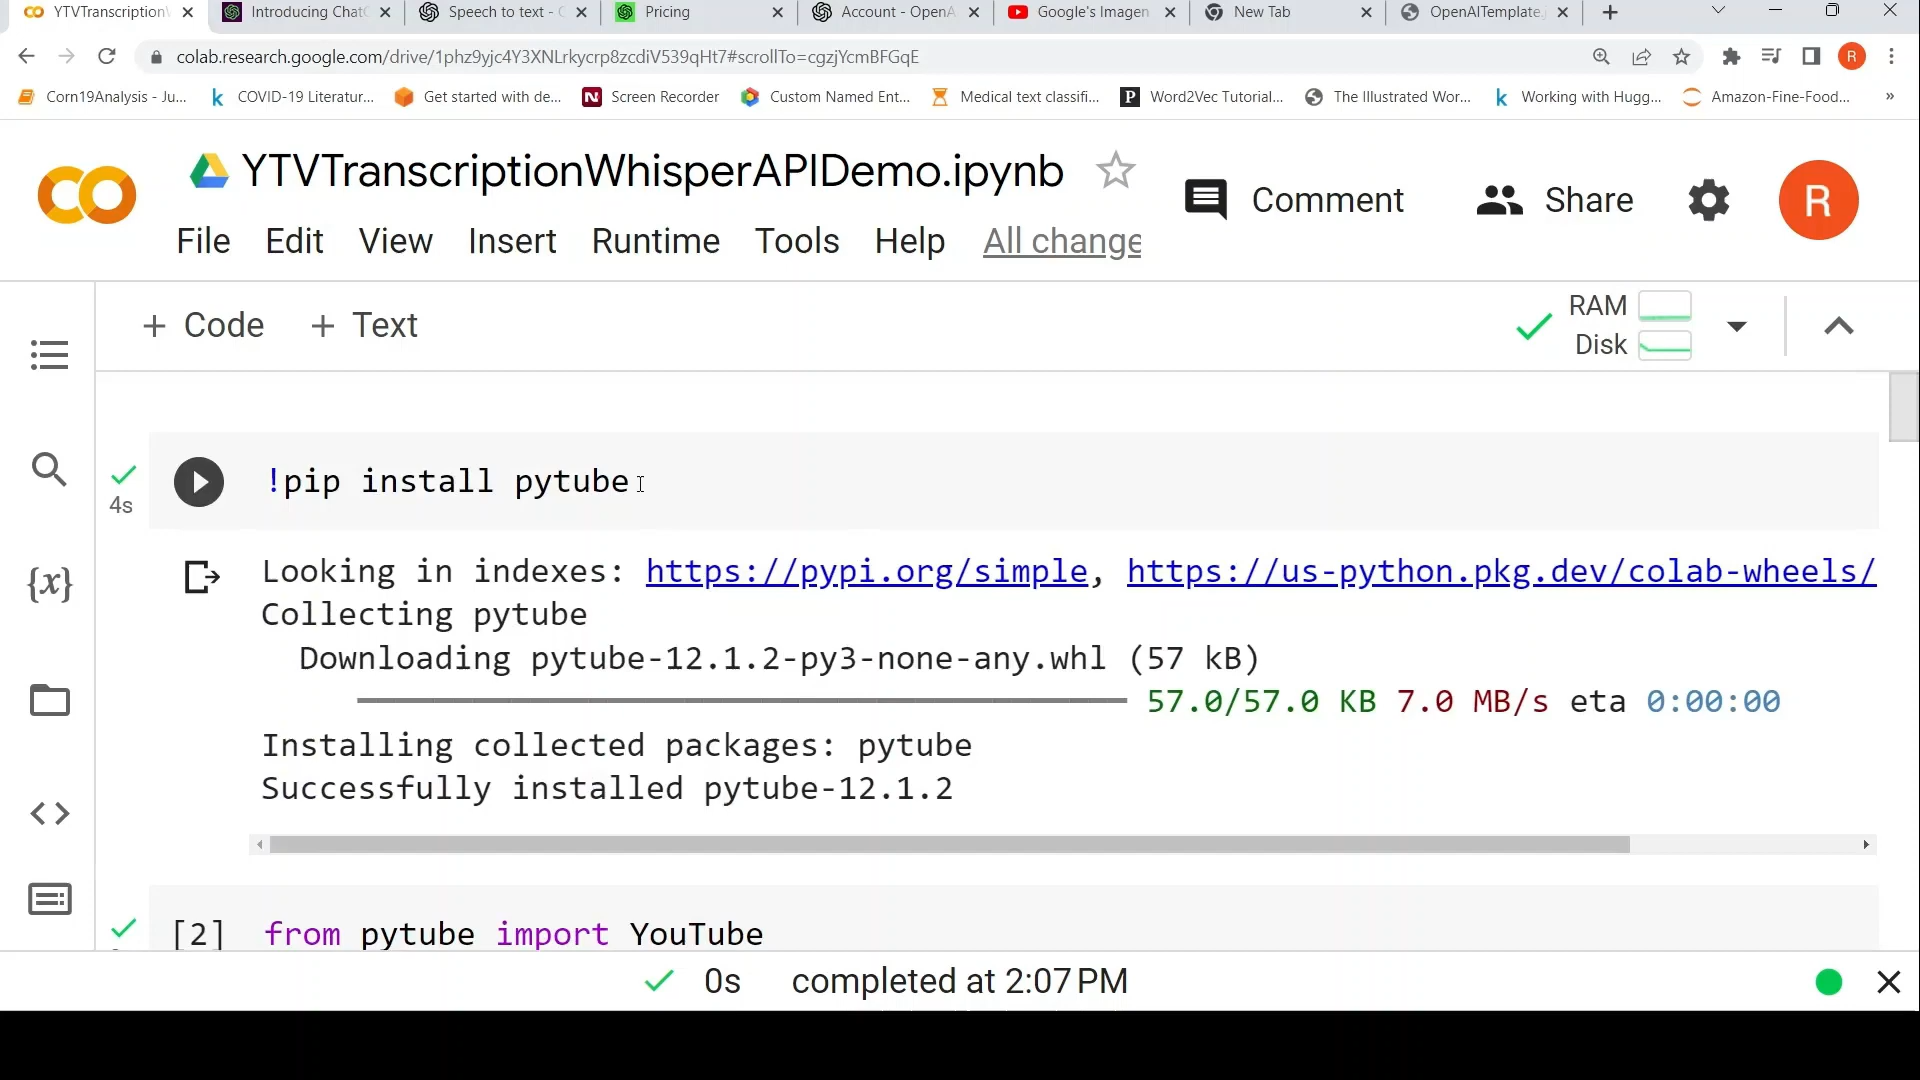 YTVTranscription
Introducing ChatG
Speech to text - O
Pricing
Account - OpenA
Google's Imagen
New Tab
OpenAITemplate.
colab.research.google.com/drive/1phz9yjc4Y3XNLrkycrp8zcdiV539qHt7#scrollTo=cgzjYcmBFGqE
R
Corn19Analysis - Ju...
COVID-19 Literatur...
Get started with de...
Screen Recorder
Custom Named Ent...
Medical text classifi...
Word2Vec Tutorial...
The Illustrated Wor...
Working with Hugg...
Amazon-Fine-Food...
»
YTVTranscriptionWhisperAPIDemo.ipynb
Comment
Share
R
File Edit View Insert Runtime Tools Help All change
+ Code + Text
RAM
Disk
4s
!pip install pytube
Looking in indexes: https://pypi.org/simple, https://us-python.pkg.dev/colab-wheels/
Collecting pytube
Downloading pytube-12.1.2-py3-none-any.whl (57 kB)
57.0/57.0 KB 7.0 MB/s eta 0:00:00
Installing collected packages: pytube
Successfully installed pytube-12.1.2
{x}
[2] from pytube import YouTube
0s completed at 2:07 PM